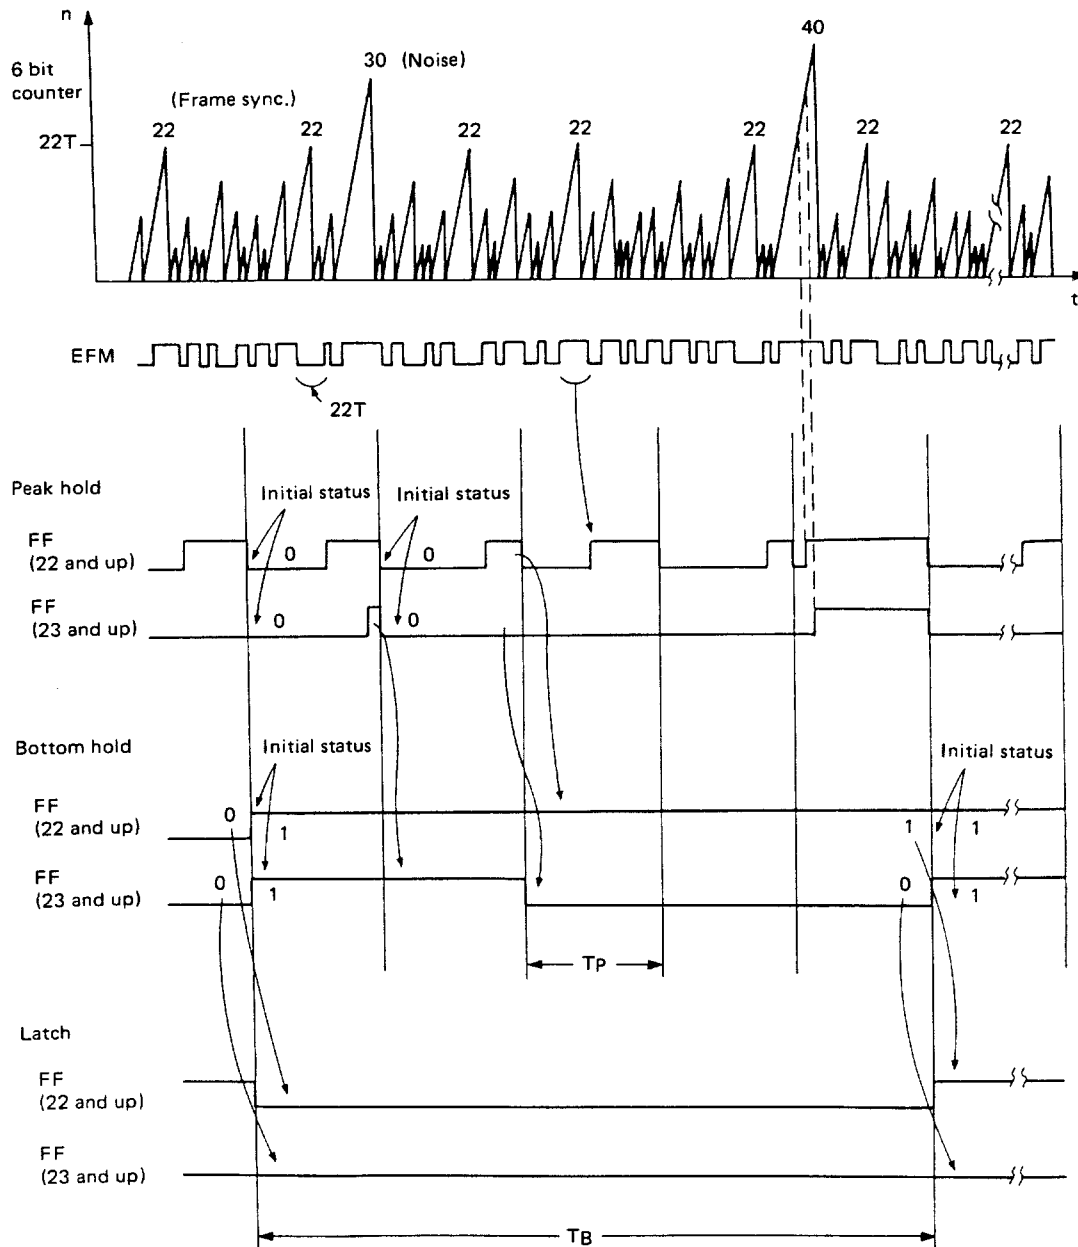 n
40
30 (Noise)
6 bit
counter
(Frame sync.)
22 22 22 22 22 22 22
22T
t
EFM
22T
Peak hold
Initial status Initial status
FF
(22 and up)
0 0
FF
(23 and up)
0 0
Bottom hold
Initial status Initial status
FF
(22 and up)
0 1 1 1
FF
(23 and up)
0 1 0 1
TP
Latch
FF
(22 and up)
FF
(23 and up)
TB